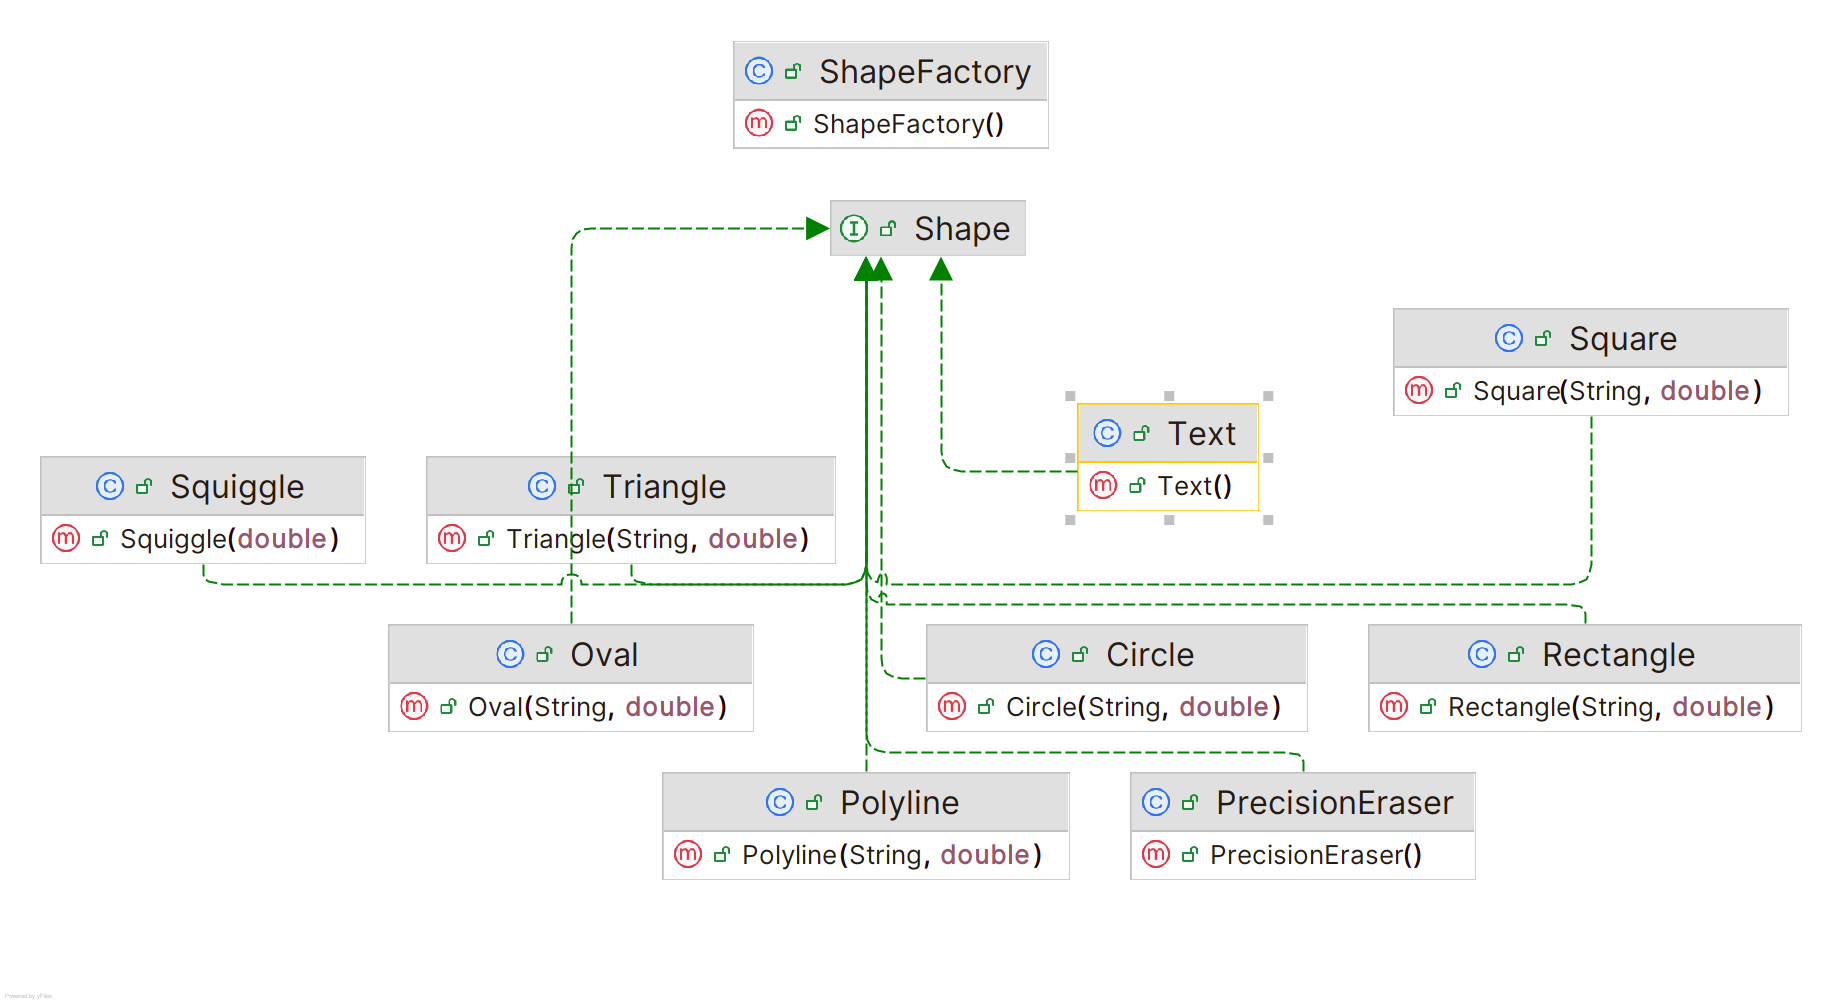 ShapeFactory
ShapeFactory()
Shape
Square
Square(String, double)
Text
Text()
Squiggle
Squiggle(double)
Triangle
Triangle(String, double)
Oval
Oval(String, double)
Circle
Circle(String, double)
Rectangle
Rectangle(String, double)
Polyline
Polyline(String, double)
PrecisionEraser
PrecisionEraser()
Powered by yFiles